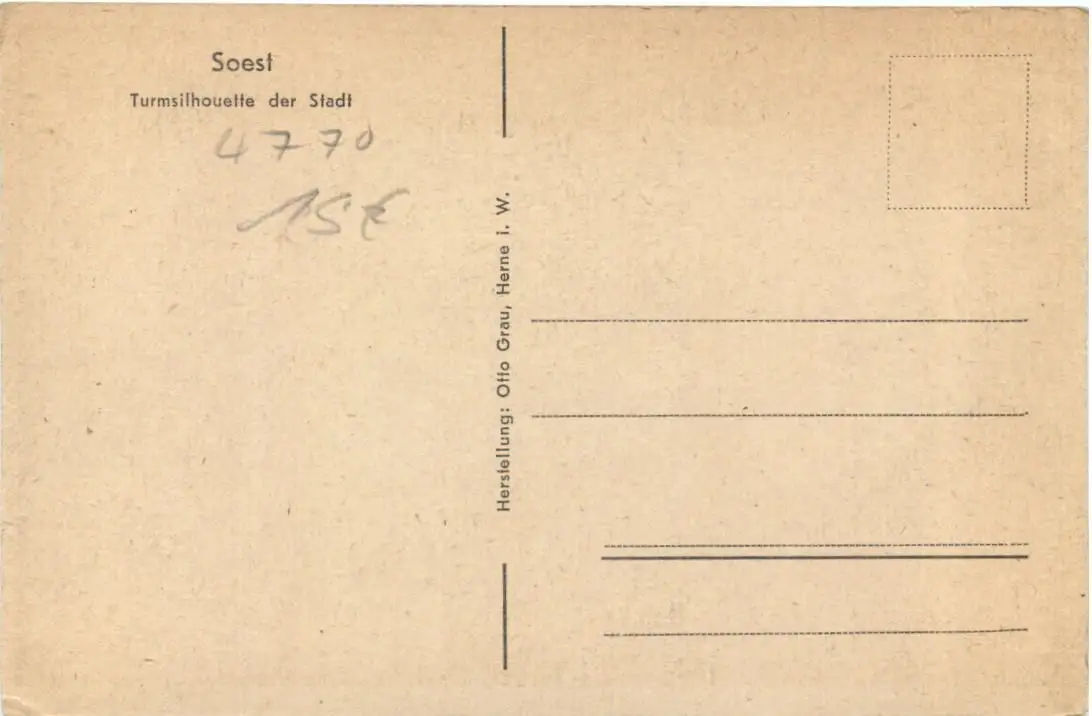 Soest
Turmsilhouette der Stadt
4770
15€
Herstellung: Otto Grau, Herne i. W.